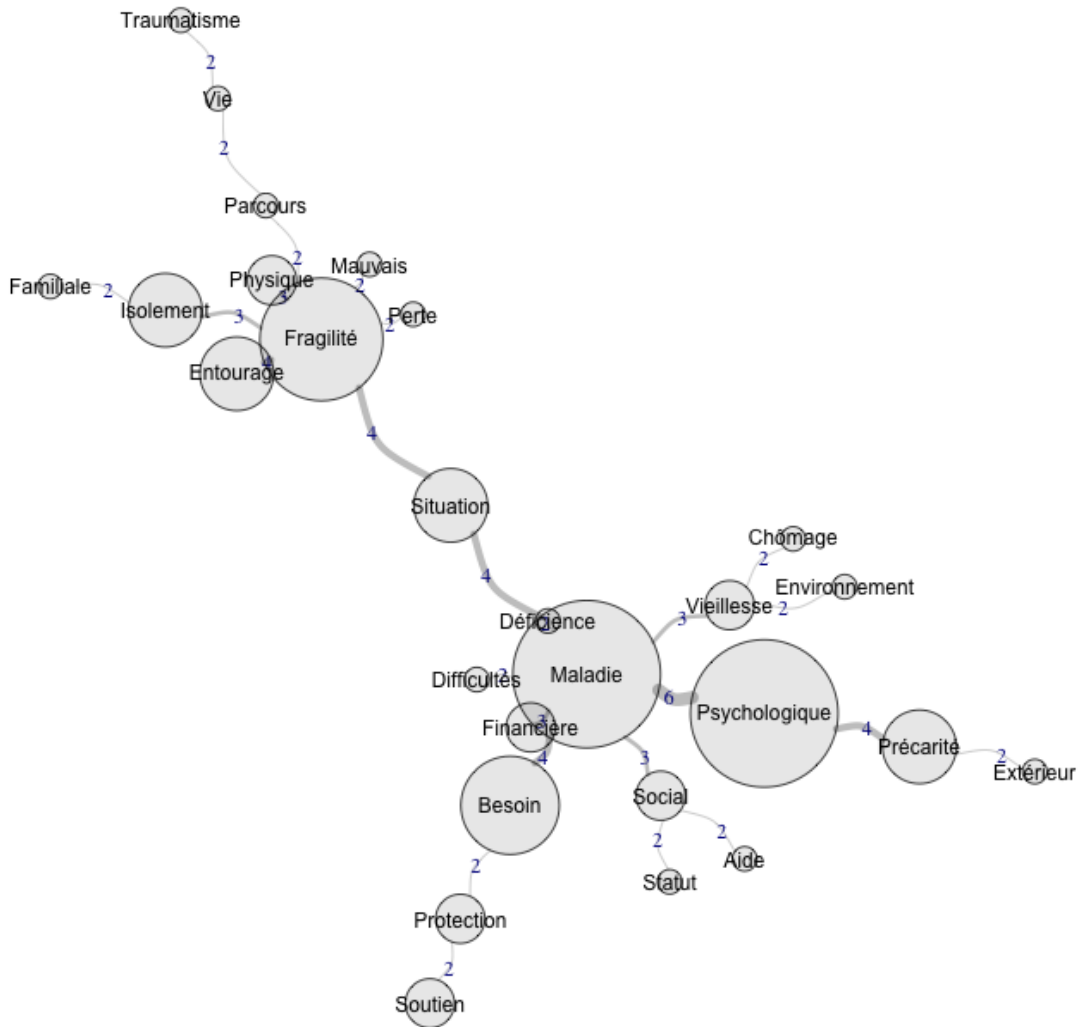 Traumatisme
2
Vie
2
Parcours
2
Physique
3
Mauvais
2
Familiale
2
Isolement
3
Fragilité
2
Perte
Entourage
4
4
Situation
4
Chômage
2
Environnement
2
Vieillesse
3
Déficience
2
Difficultés
2
Maladie
6
Psychologique
4
Précarité
2
Extérieur
Financière
3
4
3
Besoin
Social
2
2
Aide
Statut
2
Protection
2
Soutien